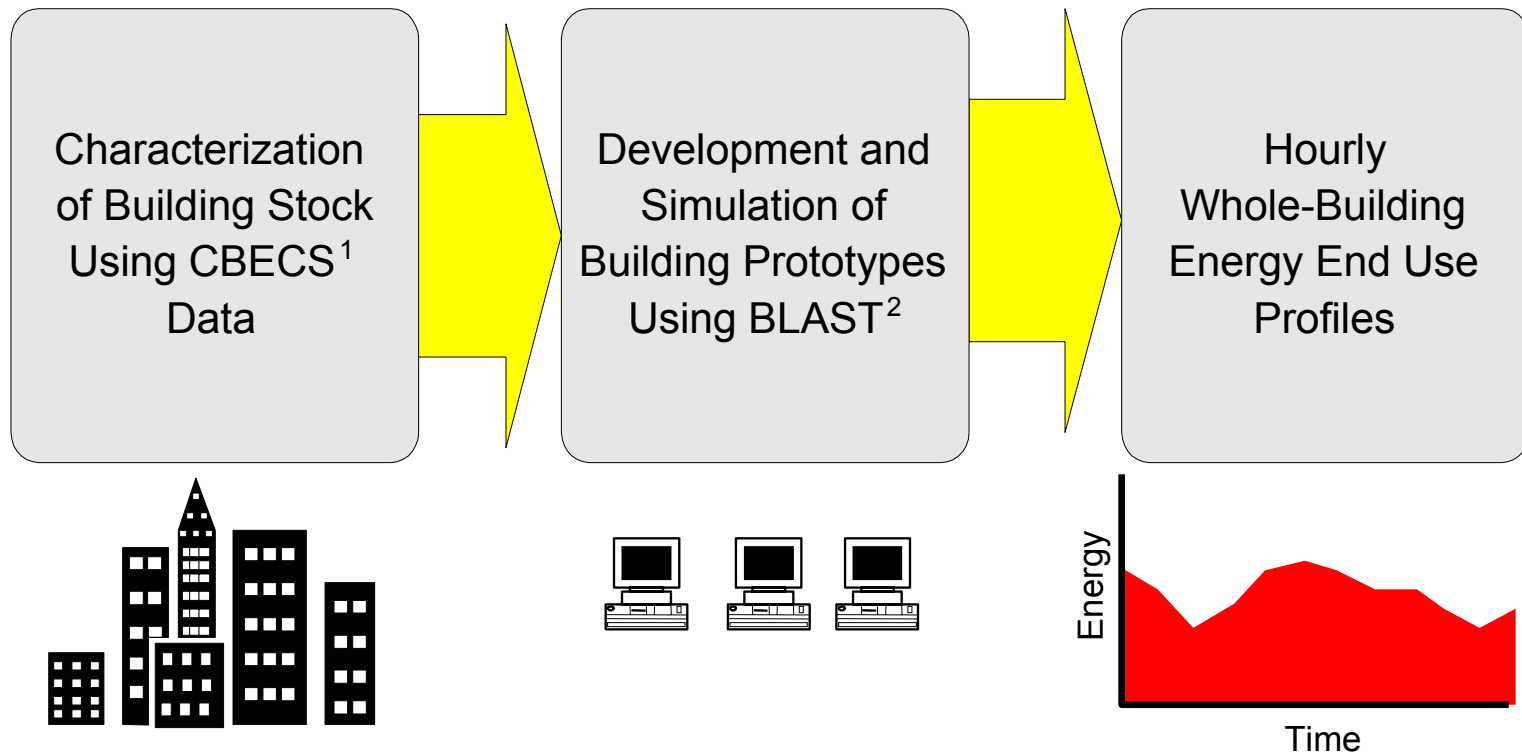 Characterization
of Building Stock
Using CBECS¹
Data
Development and
Simulation of
Building Prototypes
Using BLAST²
Hourly
Whole-Building
Energy End Use
Profiles
Energy
Time